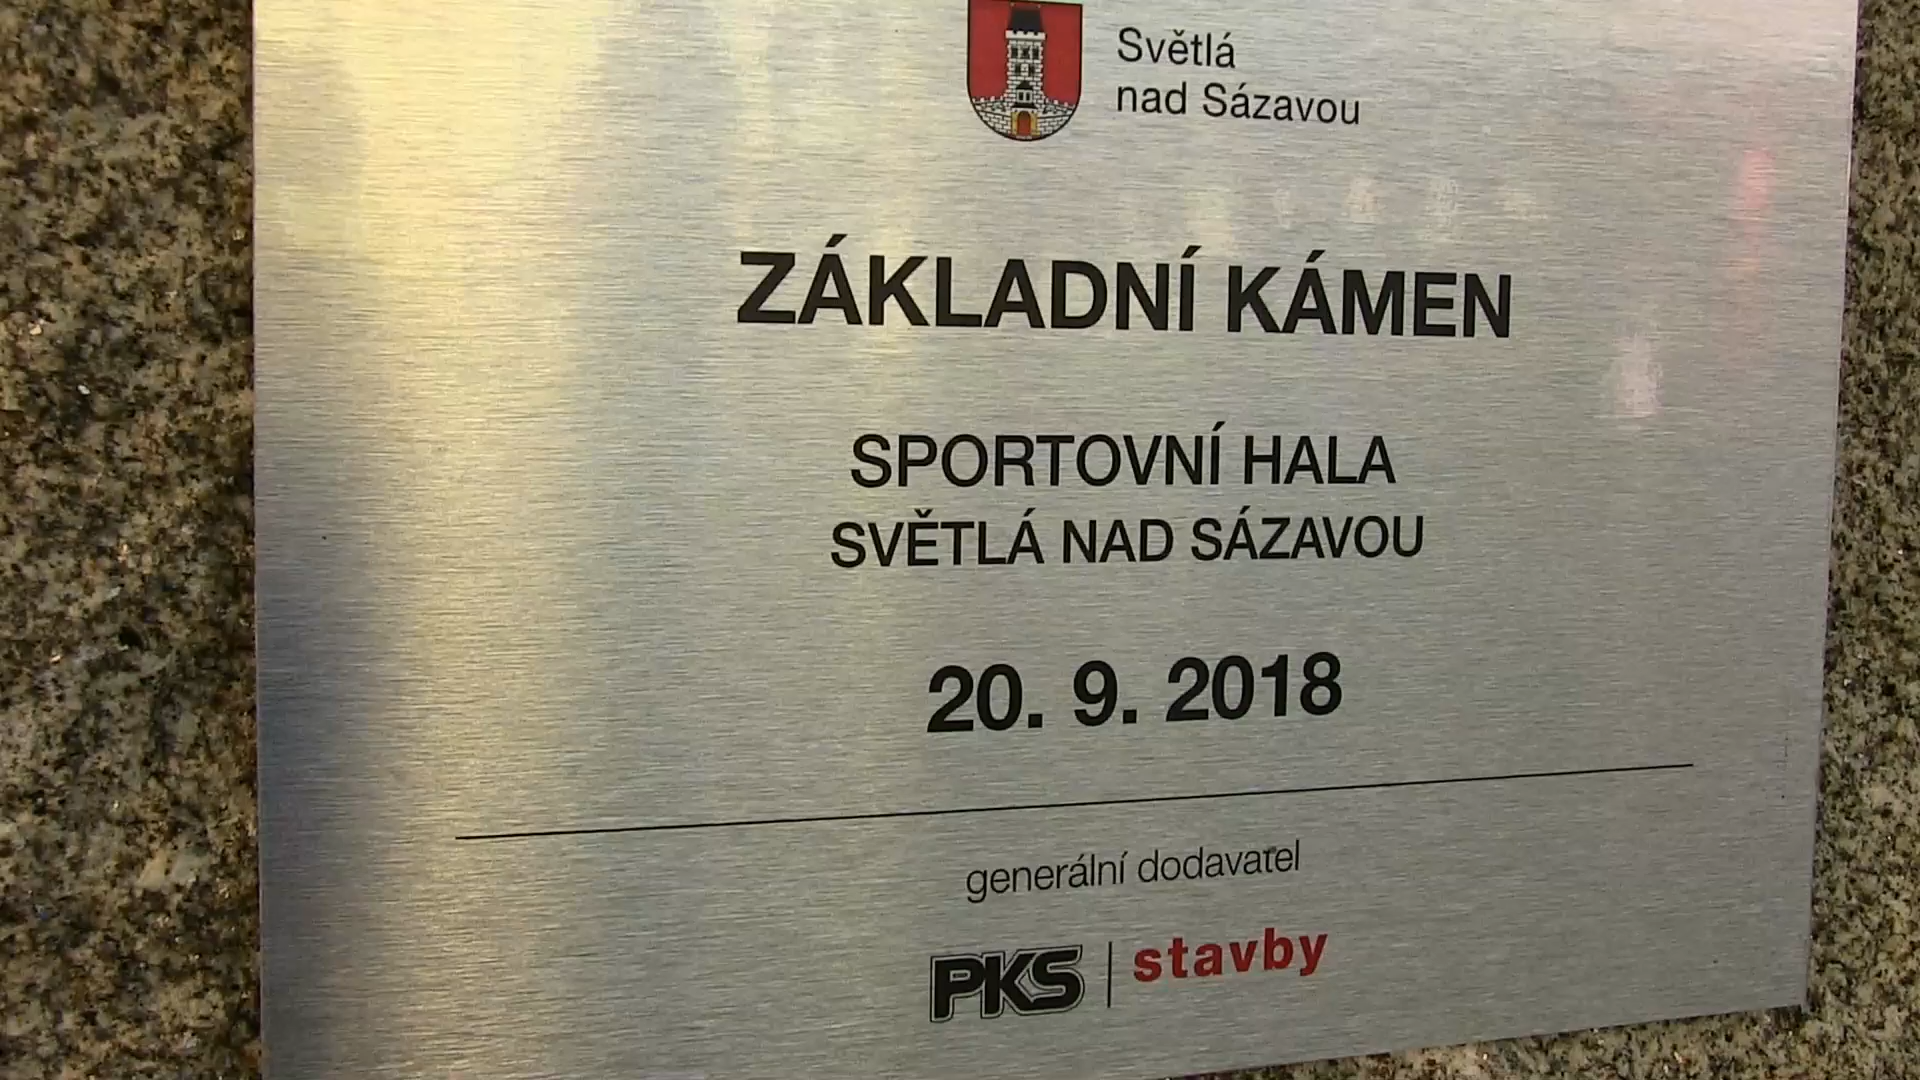 Světlá
nad Sázavou
ZÁKLADNÍ KÁMEN
SPORTOVNÍ HALA
SVĚTLÁ NAD SÁZAVOU
20. 9. 2018
generální dodavatel
PKS | stavby